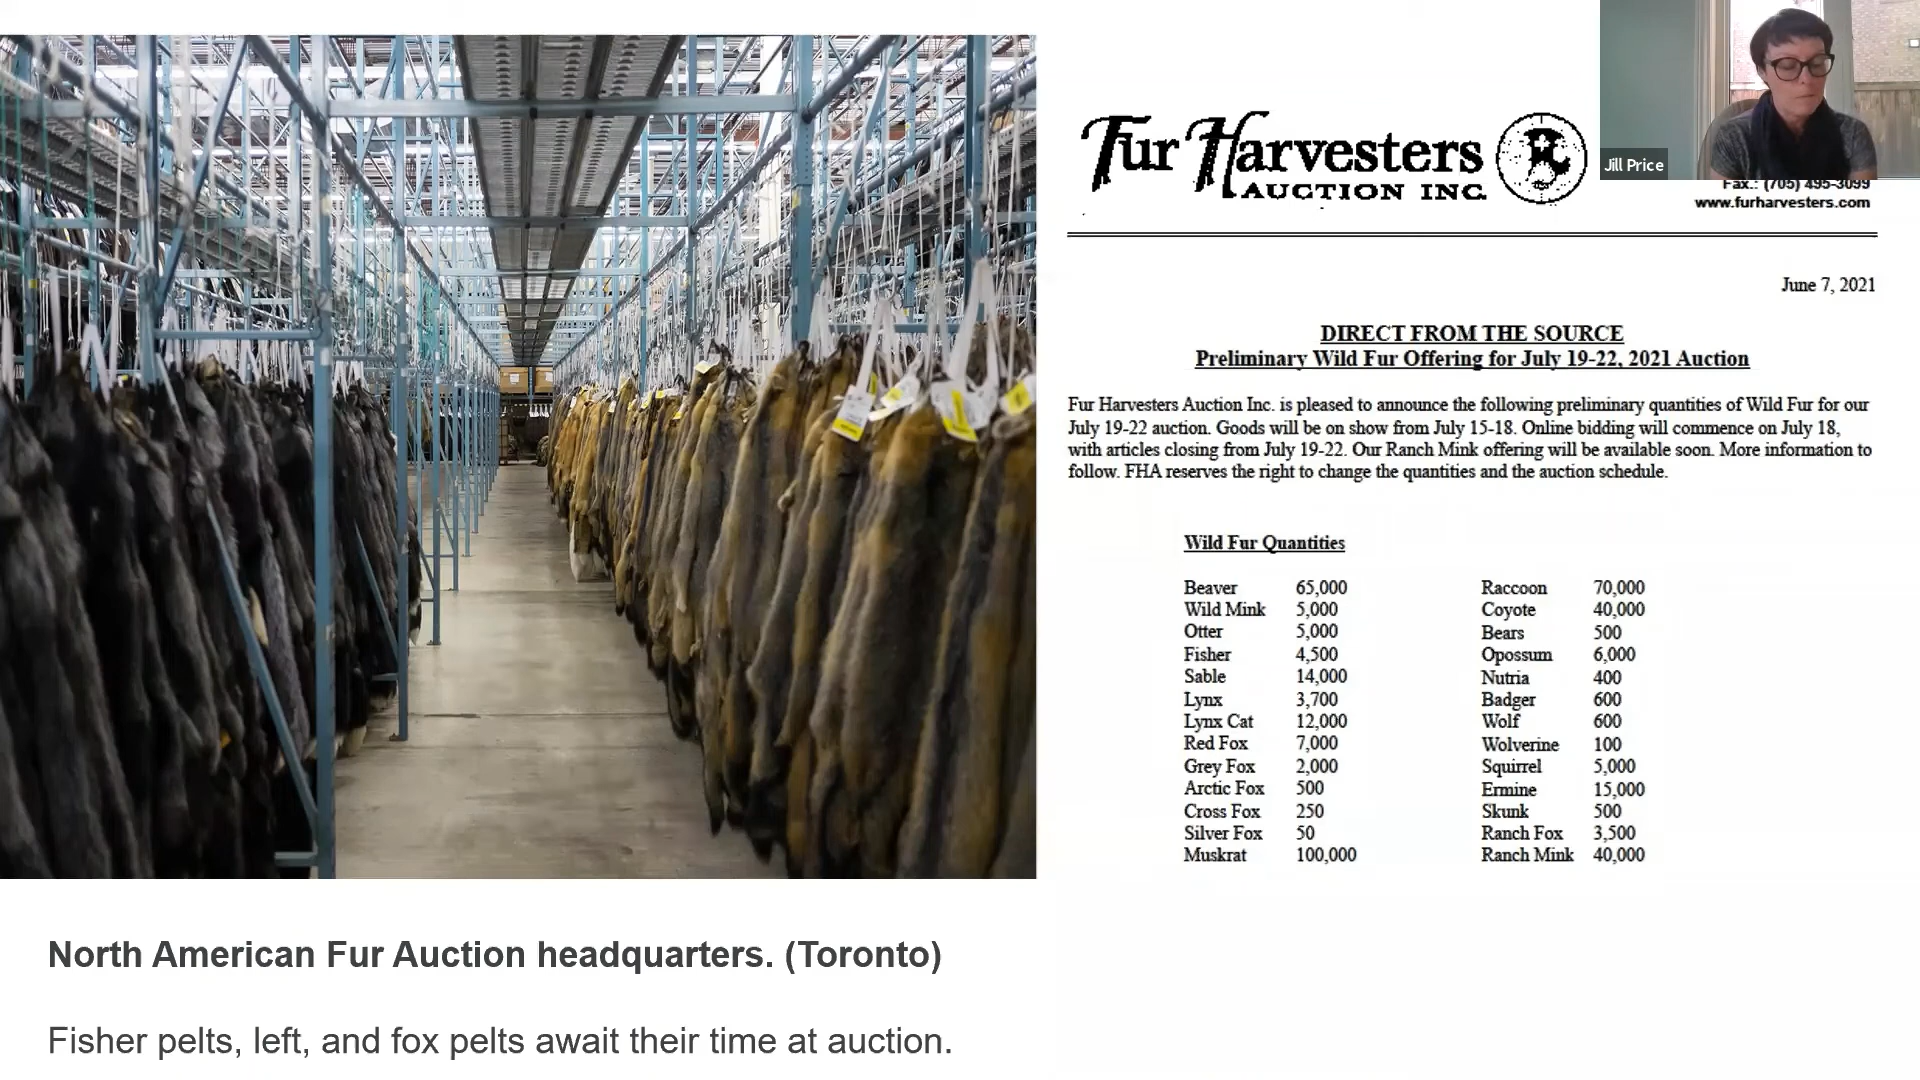 Fur Harvesters
AUCTION INC.
Jill Price
Fax.: (705) 495-3099
www.furharvesters.com
June 7, 2021
DIRECT FROM THE SOURCE
Preliminary Wild Fur Offering for July 19-22, 2021 Auction
Fur Harvesters Auction Inc. is pleased to announce the following preliminary quantities of Wild Fur for our
July 19-22 auction. Goods will be on show from July 15-18. Online bidding will commence on July 18,
with articles closing from July 19-22. Our Ranch Mink offering will be available soon. More information to
follow. FHA reserves the right to change the quantities and the auction schedule.
Wild Fur Quantities
Beaver 65,000 Raccoon 70,000
Wild Mink 5,000 Coyote 40,000
Otter 5,000 Bears 500
Fisher 4,500 Opossum 6,000
Sable 14,000 Nutria 400
Lynx 3,700 Badger 600
Lynx Cat 12,000 Wolf 600
Red Fox 7,000 Wolverine 100
Grey Fox 2,000 Squirrel 5,000
Arctic Fox 500 Ermine 15,000
Cross Fox 250 Skunk 500
Silver Fox 50 Ranch Fox 3,500
Muskrat 100,000 Ranch Mink 40,000
North American Fur Auction headquarters. (Toronto)
Fisher pelts, left, and fox pelts await their time at auction.